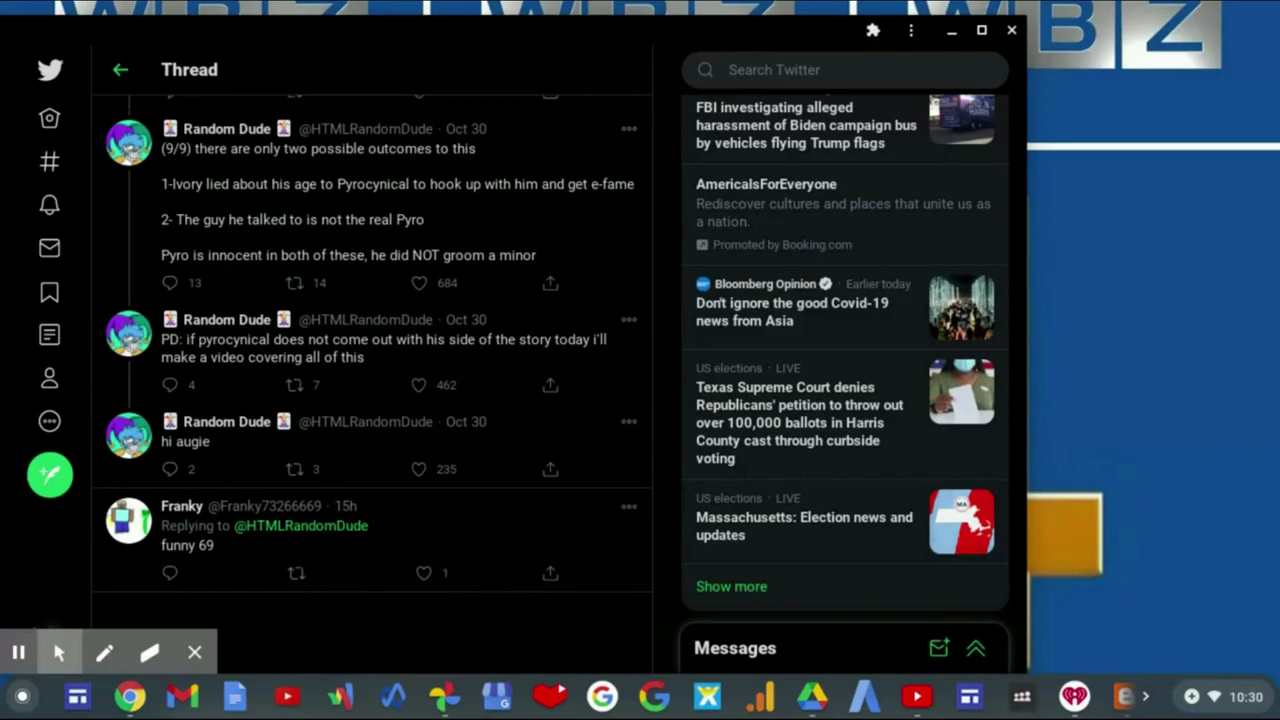 WBZ
Thread
Search Twitter
Random Dude @HTMLRandomDude · Oct 30
(9/9) there are only two possible outcomes to this
1-Ivory lied about his age to Pyrocynical to hook up with him and get e-fame
2- The guy he talked to is not the real Pyro
Pyro is innocent in both of these, he did NOT groom a minor
13 14 684
Random Dude @HTMLRandomDude · Oct 30
PD: if pyrocynical does not come out with his side of the story today i'll
make a video covering all of this
4 7 462
Random Dude @HTMLRandomDude · Oct 30
hi augie
2 3 235
Franky @Franky73266669 · 15h
Replying to @HTMLRandomDude
funny 69
1
FBI investigating alleged
harassment of Biden campaign bus
by vehicles flying Trump flags
AmericaIsForEveryone
Rediscover cultures and places that unite us as
a nation.
Promoted by Booking.com
Bloomberg Opinion · Earlier today
Don't ignore the good Covid-19
news from Asia
US elections · LIVE
Texas Supreme Court denies
Republicans' petition to throw out
over 100,000 ballots in Harris
County cast through curbside
voting
US elections · LIVE
Massachusetts: Election news and
updates
MA
Show more
Messages
10:30